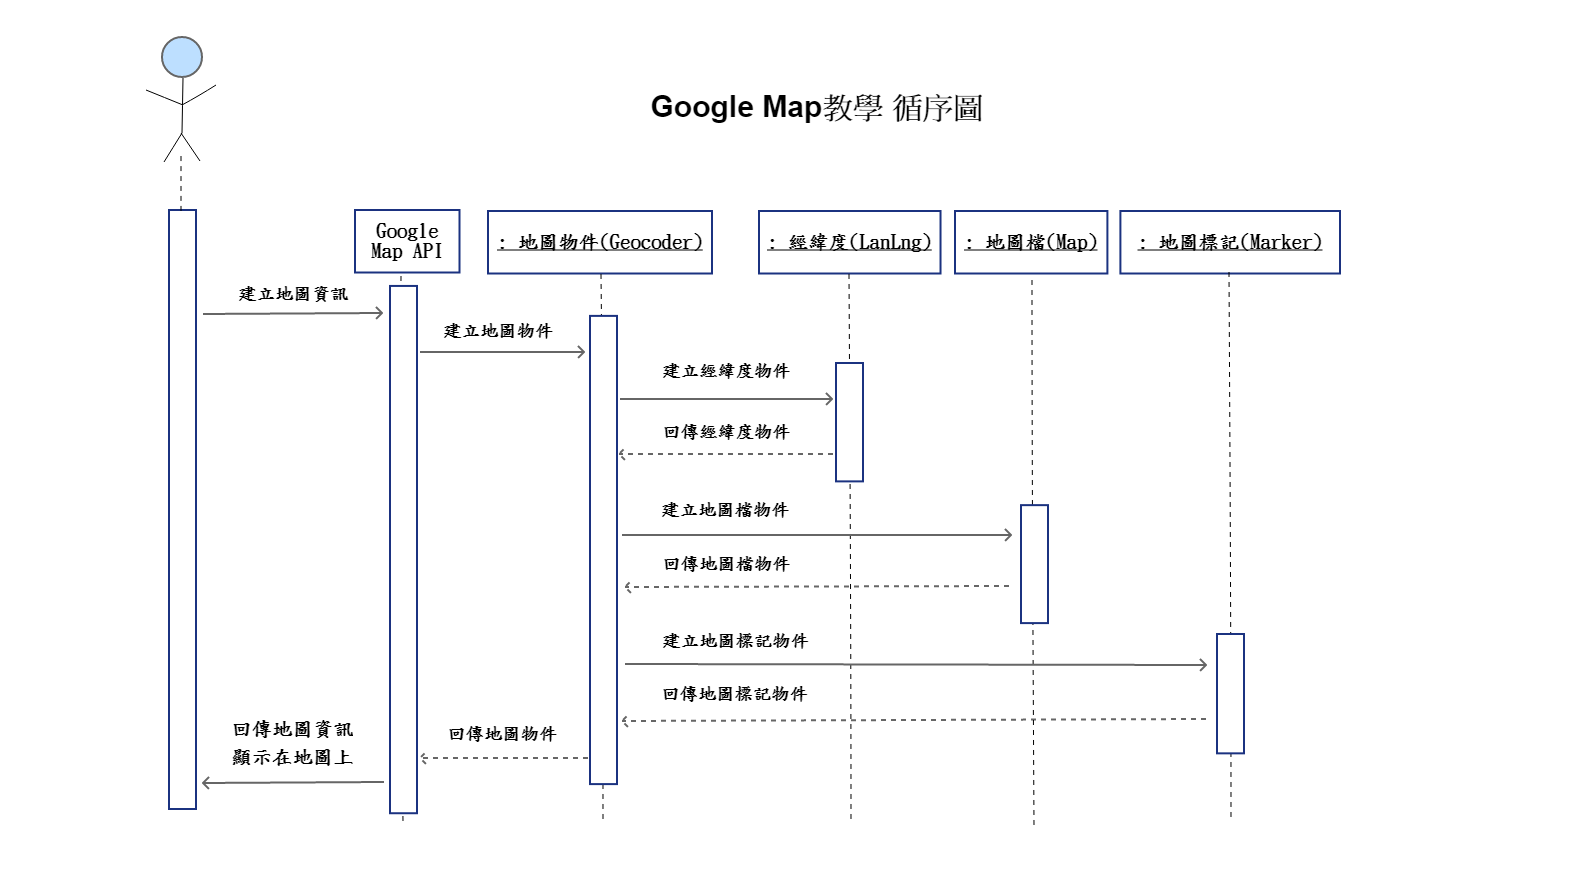 Google Map教學 循序圖
Google
Map API
: 地圖物件(Geocoder)
: 經緯度(LanLng)
: 地圖檔(Map)
: 地圖標記(Marker)
建立地圖資訊
建立地圖物件
建立經緯度物件
回傳經緯度物件
建立地圖檔物件
回傳地圖檔物件
建立地圖標記物件
回傳地圖標記物件
回傳地圖物件
回傳地圖資訊
顯示在地圖上